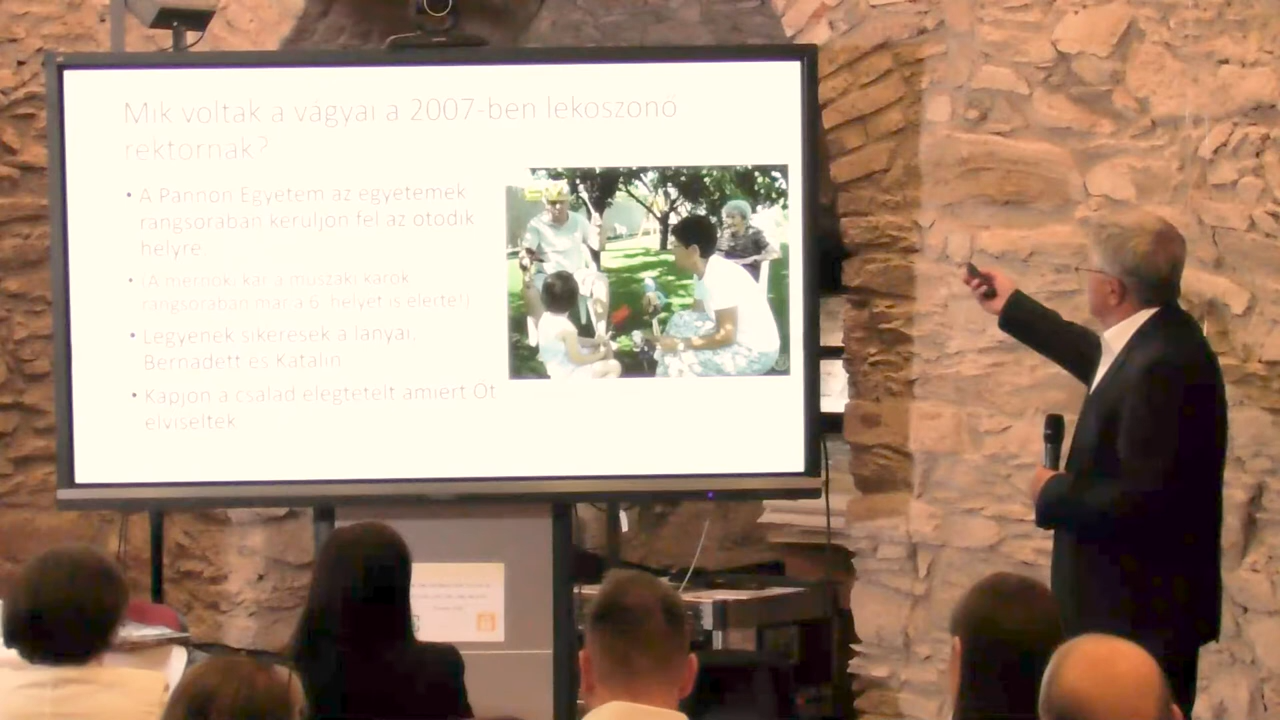 Mik voltak a vágyai a 2007-ben leköszönő
rektornak?
• A Pannon Egyetem az egyetemek
rangsorában kerüljön fel az ötödik
helyre.
• (A mérnöki kar a műszaki karok
rangsorában már a 6. helyet is elérte!)
• Legyenek sikeresek a lányai,
Bernadett és Katalin
• Kapjon a család elégtételt amiért Őt
elviselték